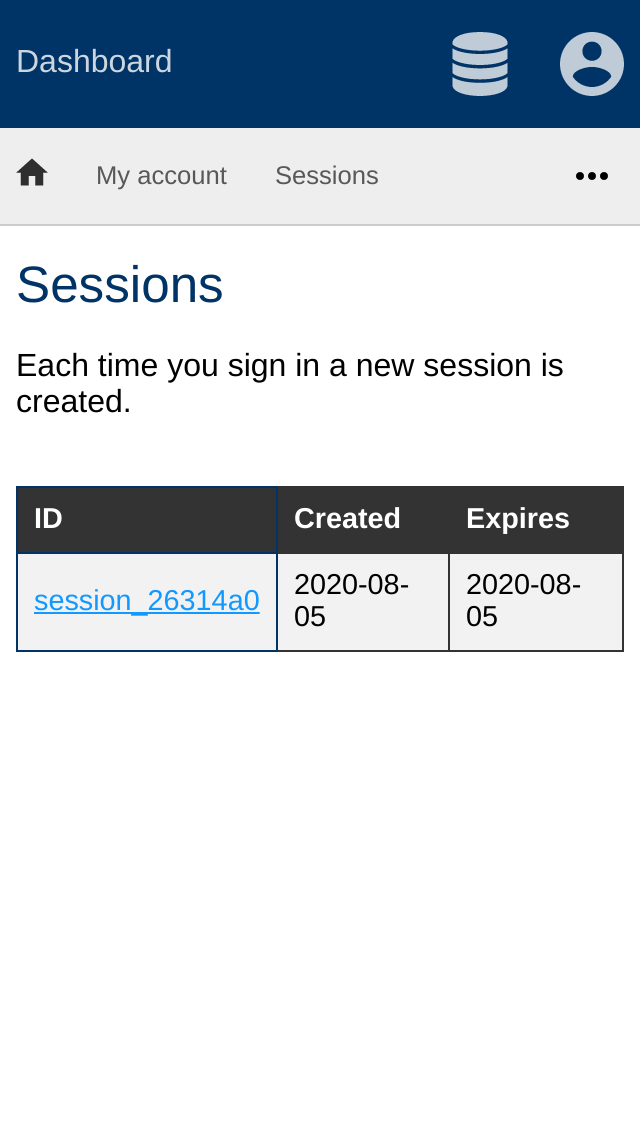 Dashboard
My account Sessions
Sessions
Each time you sign in a new session is
created.
ID Created Expires
session_26314a0 2020-08-05 2020-08-05